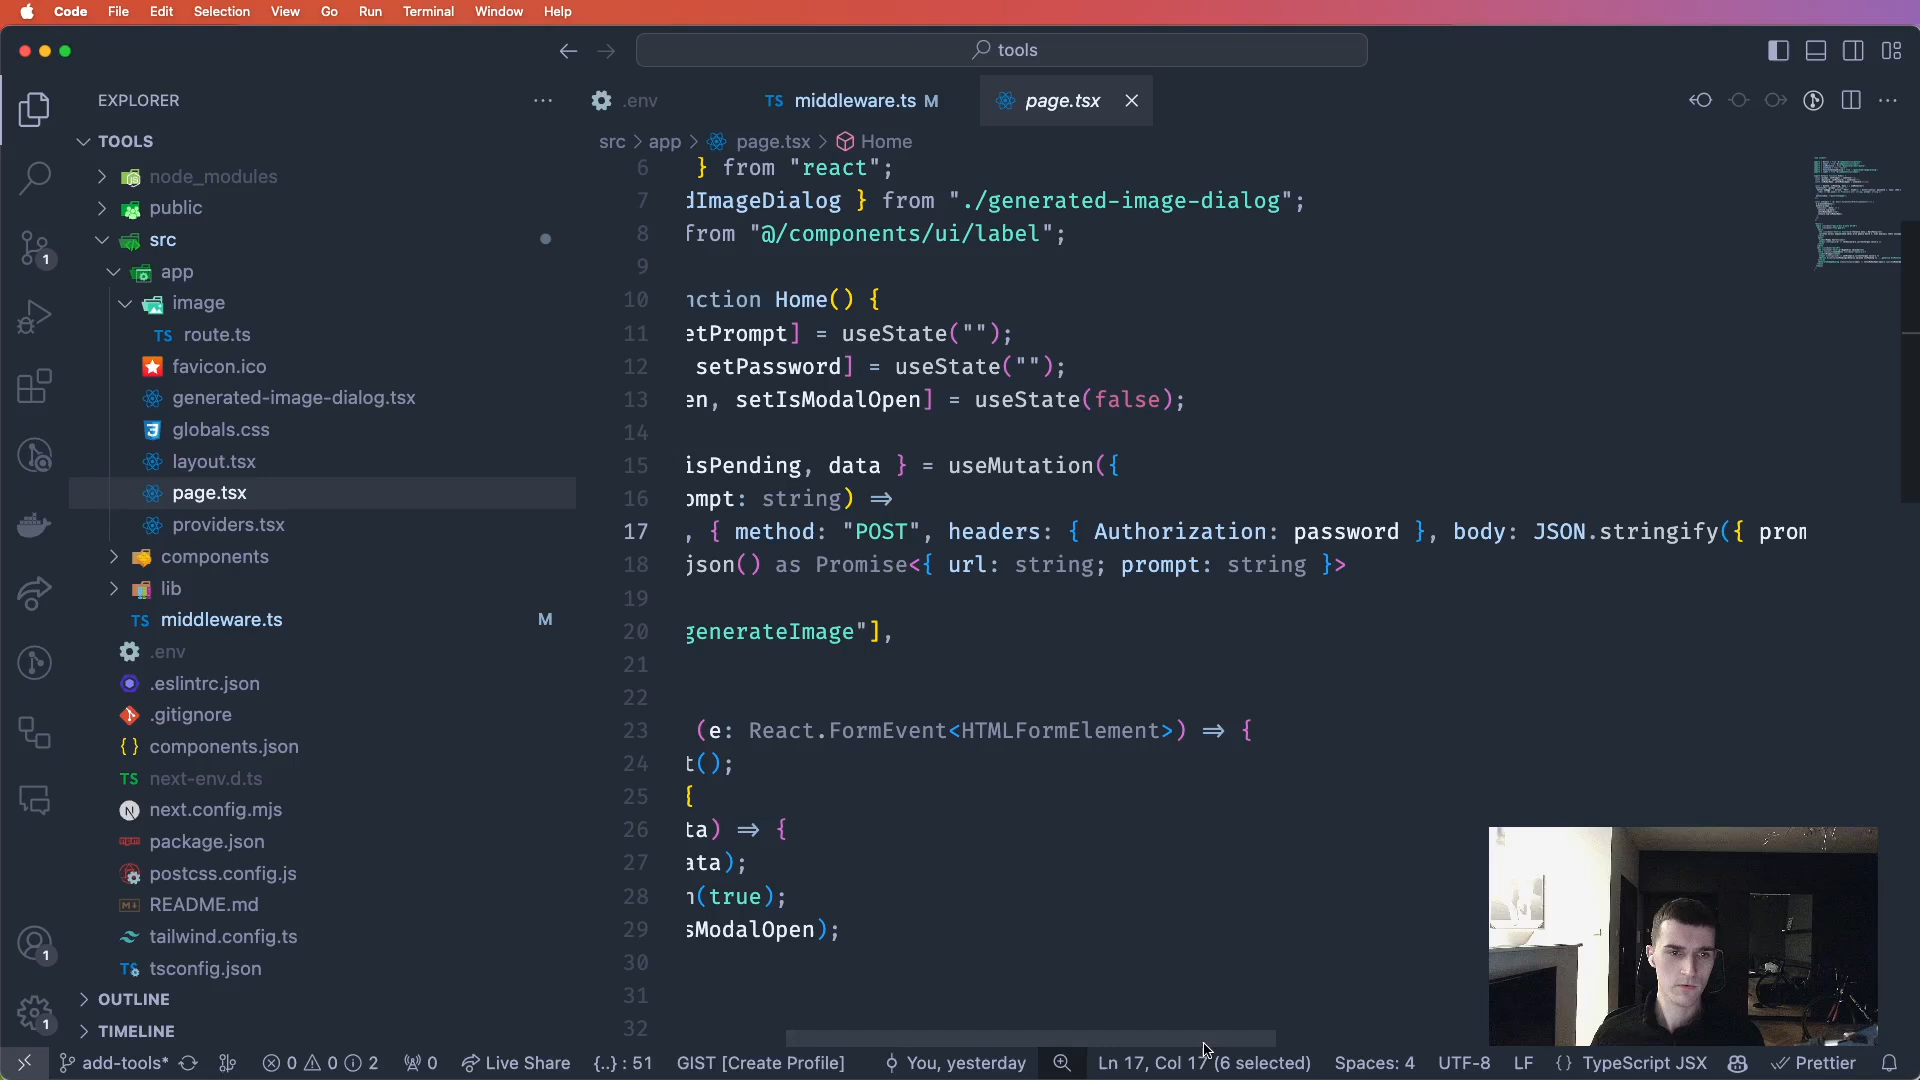 Code File Edit Selection View Go Run Terminal Window Help
tools
EXPLORER
.env
TS middleware.ts M
page.tsx
TOOLS
src > app > page.tsx > Home
node_modules
public
src
app
image
TS route.ts
favicon.ico
generated-image-dialog.tsx
globals.css
layout.tsx
page.tsx
providers.tsx
components
lib
TS middleware.ts M
.env
.eslintrc.json
.gitignore
{ } components.json
TS next-env.d.ts
next.config.mjs
package.json
postcss.config.js
README.md
tailwind.config.ts
TS tsconfig.json
OUTLINE
TIMELINE
6 } from "react";
7 dImageDialog } from "./generated-image-dialog";
8 from "@/components/ui/label";
9
10 nction Home() {
11 etPrompt] = useState("");
12 setPassword] = useState("");
13 en, setIsModalOpen] = useState(false);
14
15 isPending, data } = useMutation({
16 ompt: string) ⇒
17 , { method: "POST", headers: { Authorization: password }, body: JSON.stringify({ prom
18 json() as Promise<{ url: string; prompt: string }>
19
20 generateImage"],
21
22
23 (e: React.FormEvent<HTMLFormElement>) ⇒ {
24 t();
25 {
26 ta) ⇒ {
27 ata);
28 n(true);
29 sModalOpen);
30
31
32
1
1
1
add-tools* 0 0 2 0 Live Share {..} : 51 GIST [Create Profile] You, yesterday Ln 17, Col 17 (6 selected) Spaces: 4 UTF-8 LF {} TypeScript JSX Prettier